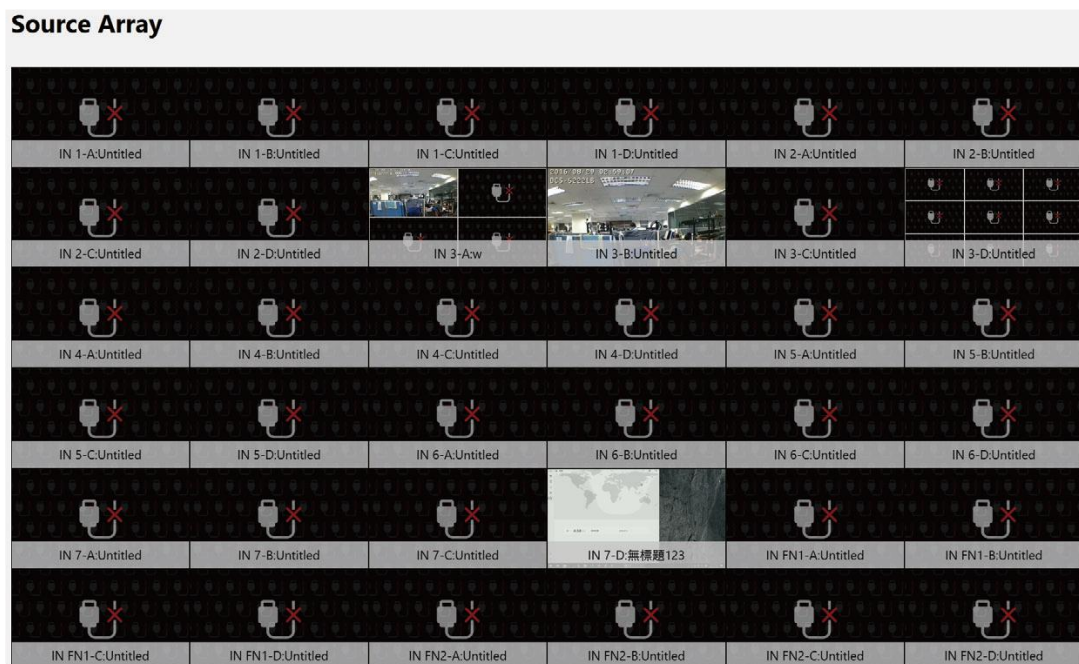 Source Array
IN 1-A:Untitled
IN 1-B:Untitled
IN 1-C:Untitled
IN 1-D:Untitled
IN 2-A:Untitled
IN 2-B:Untitled
IN 2-C:Untitled
IN 2-D:Untitled
IN 3-A:w
IN 3-B:Untitled
IN 3-C:Untitled
IN 3-D:Untitled
IN 4-A:Untitled
IN 4-B:Untitled
IN 4-C:Untitled
IN 4-D:Untitled
IN 5-A:Untitled
IN 5-B:Untitled
IN 5-C:Untitled
IN 5-D:Untitled
IN 6-A:Untitled
IN 6-B:Untitled
IN 6-C:Untitled
IN 6-D:Untitled
IN 7-A:Untitled
IN 7-B:Untitled
IN 7-C:Untitled
IN 7-D:無標題123
IN FN1-A:Untitled
IN FN1-B:Untitled
IN FN1-C:Untitled
IN FN1-D:Untitled
IN FN2-A:Untitled
IN FN2-B:Untitled
IN FN2-C:Untitled
IN FN2-D:Untitled